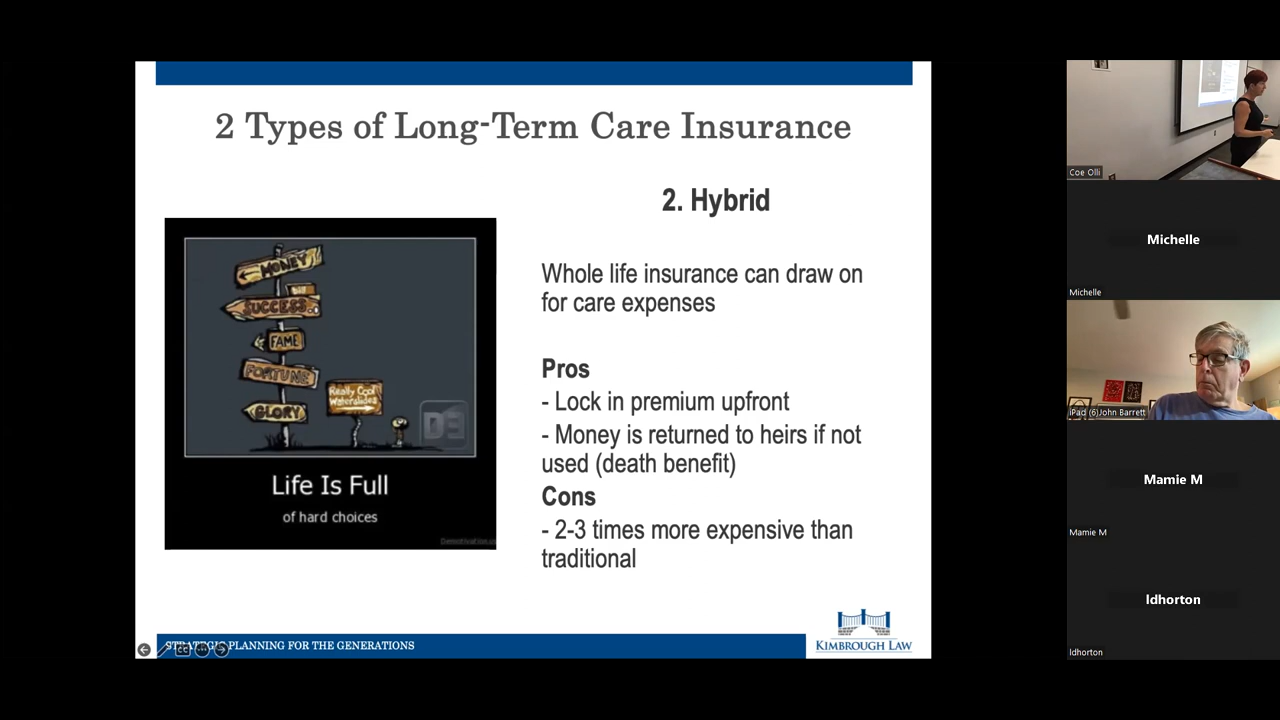 2 Types of Long-Term Care Insurance
2. Hybrid
Whole life insurance can draw on
for care expenses
Pros
- Lock in premium upfront
- Money is returned to heirs if not
used (death benefit)
Cons
- 2-3 times more expensive than
traditional
MONEY
SUCCESS
FAME
FORTUNE
GLORY
Really Cool
Waterslides
DE
Life Is Full
of hard choices
STRATEGIC PLANNING FOR THE GENERATIONS
KIMBROUGH LAW
Coe Olli
Michelle
Michelle
iPad (6)John Barrett
Mamie M
Mamie M
ldhorton
ldhorton